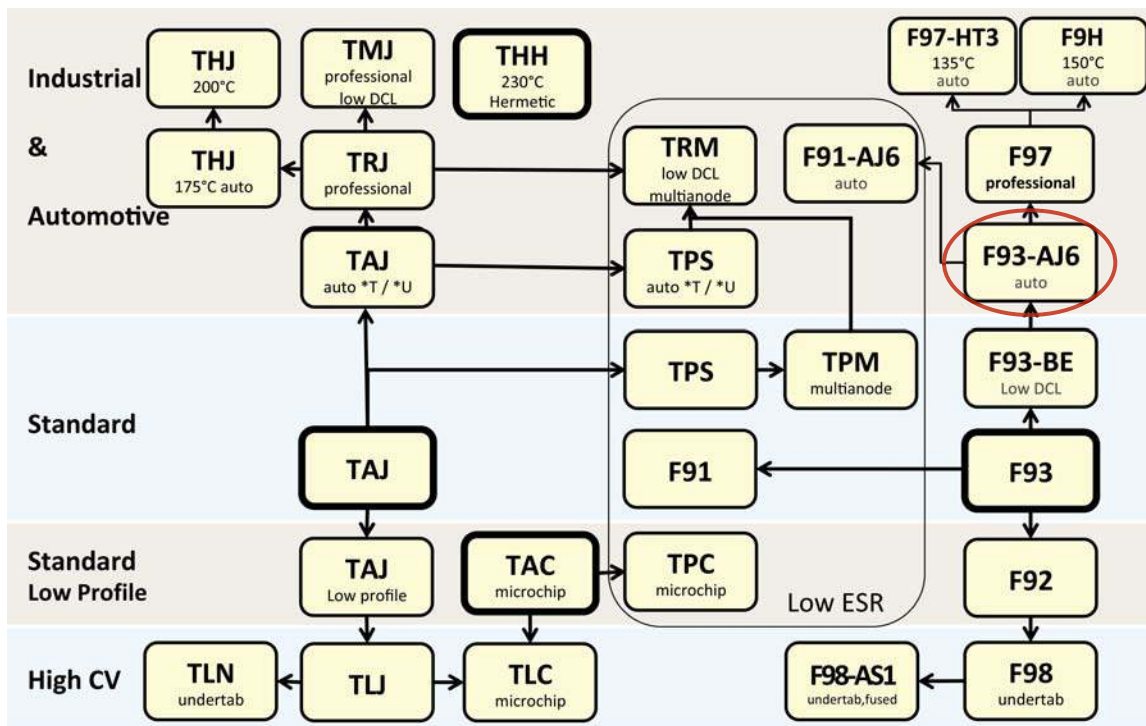 Industrial
&
Automotive
THJ
200°C
TMJ
professional
low DCL
THH
230°C
Hermetic
F97-HT3
135°C
auto
F9H
150°C
auto
THJ
175°C auto
TRJ
professional
TRM
low DCL
multianode
F91-AJ6
auto
F97
professional
TAJ
auto *T / *U
TPS
auto *T / *U
F93-AJ6
auto
Standard
TPS
TPM
multianode
F93-BE
Low DCL
TAJ
F91
F93
Standard
Low Profile
TAJ
Low profile
TAC
microchip
TPC
microchip
Low ESR
F92
High CV
TLN
undertab
TLJ
TLC
microchip
F98-AS1
undertab,fused
F98
undertab